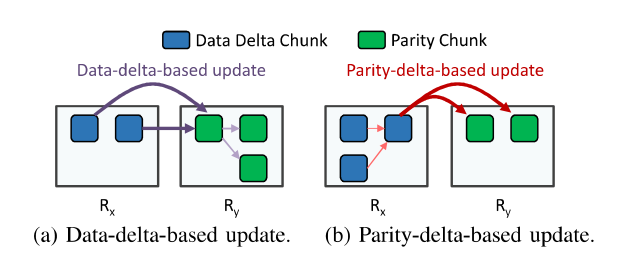 Data Delta Chunk Parity Chunk
Data-delta-based update Parity-delta-based update
Rx Ry Rx Ry
(a) Data-delta-based update. (b) Parity-delta-based update.